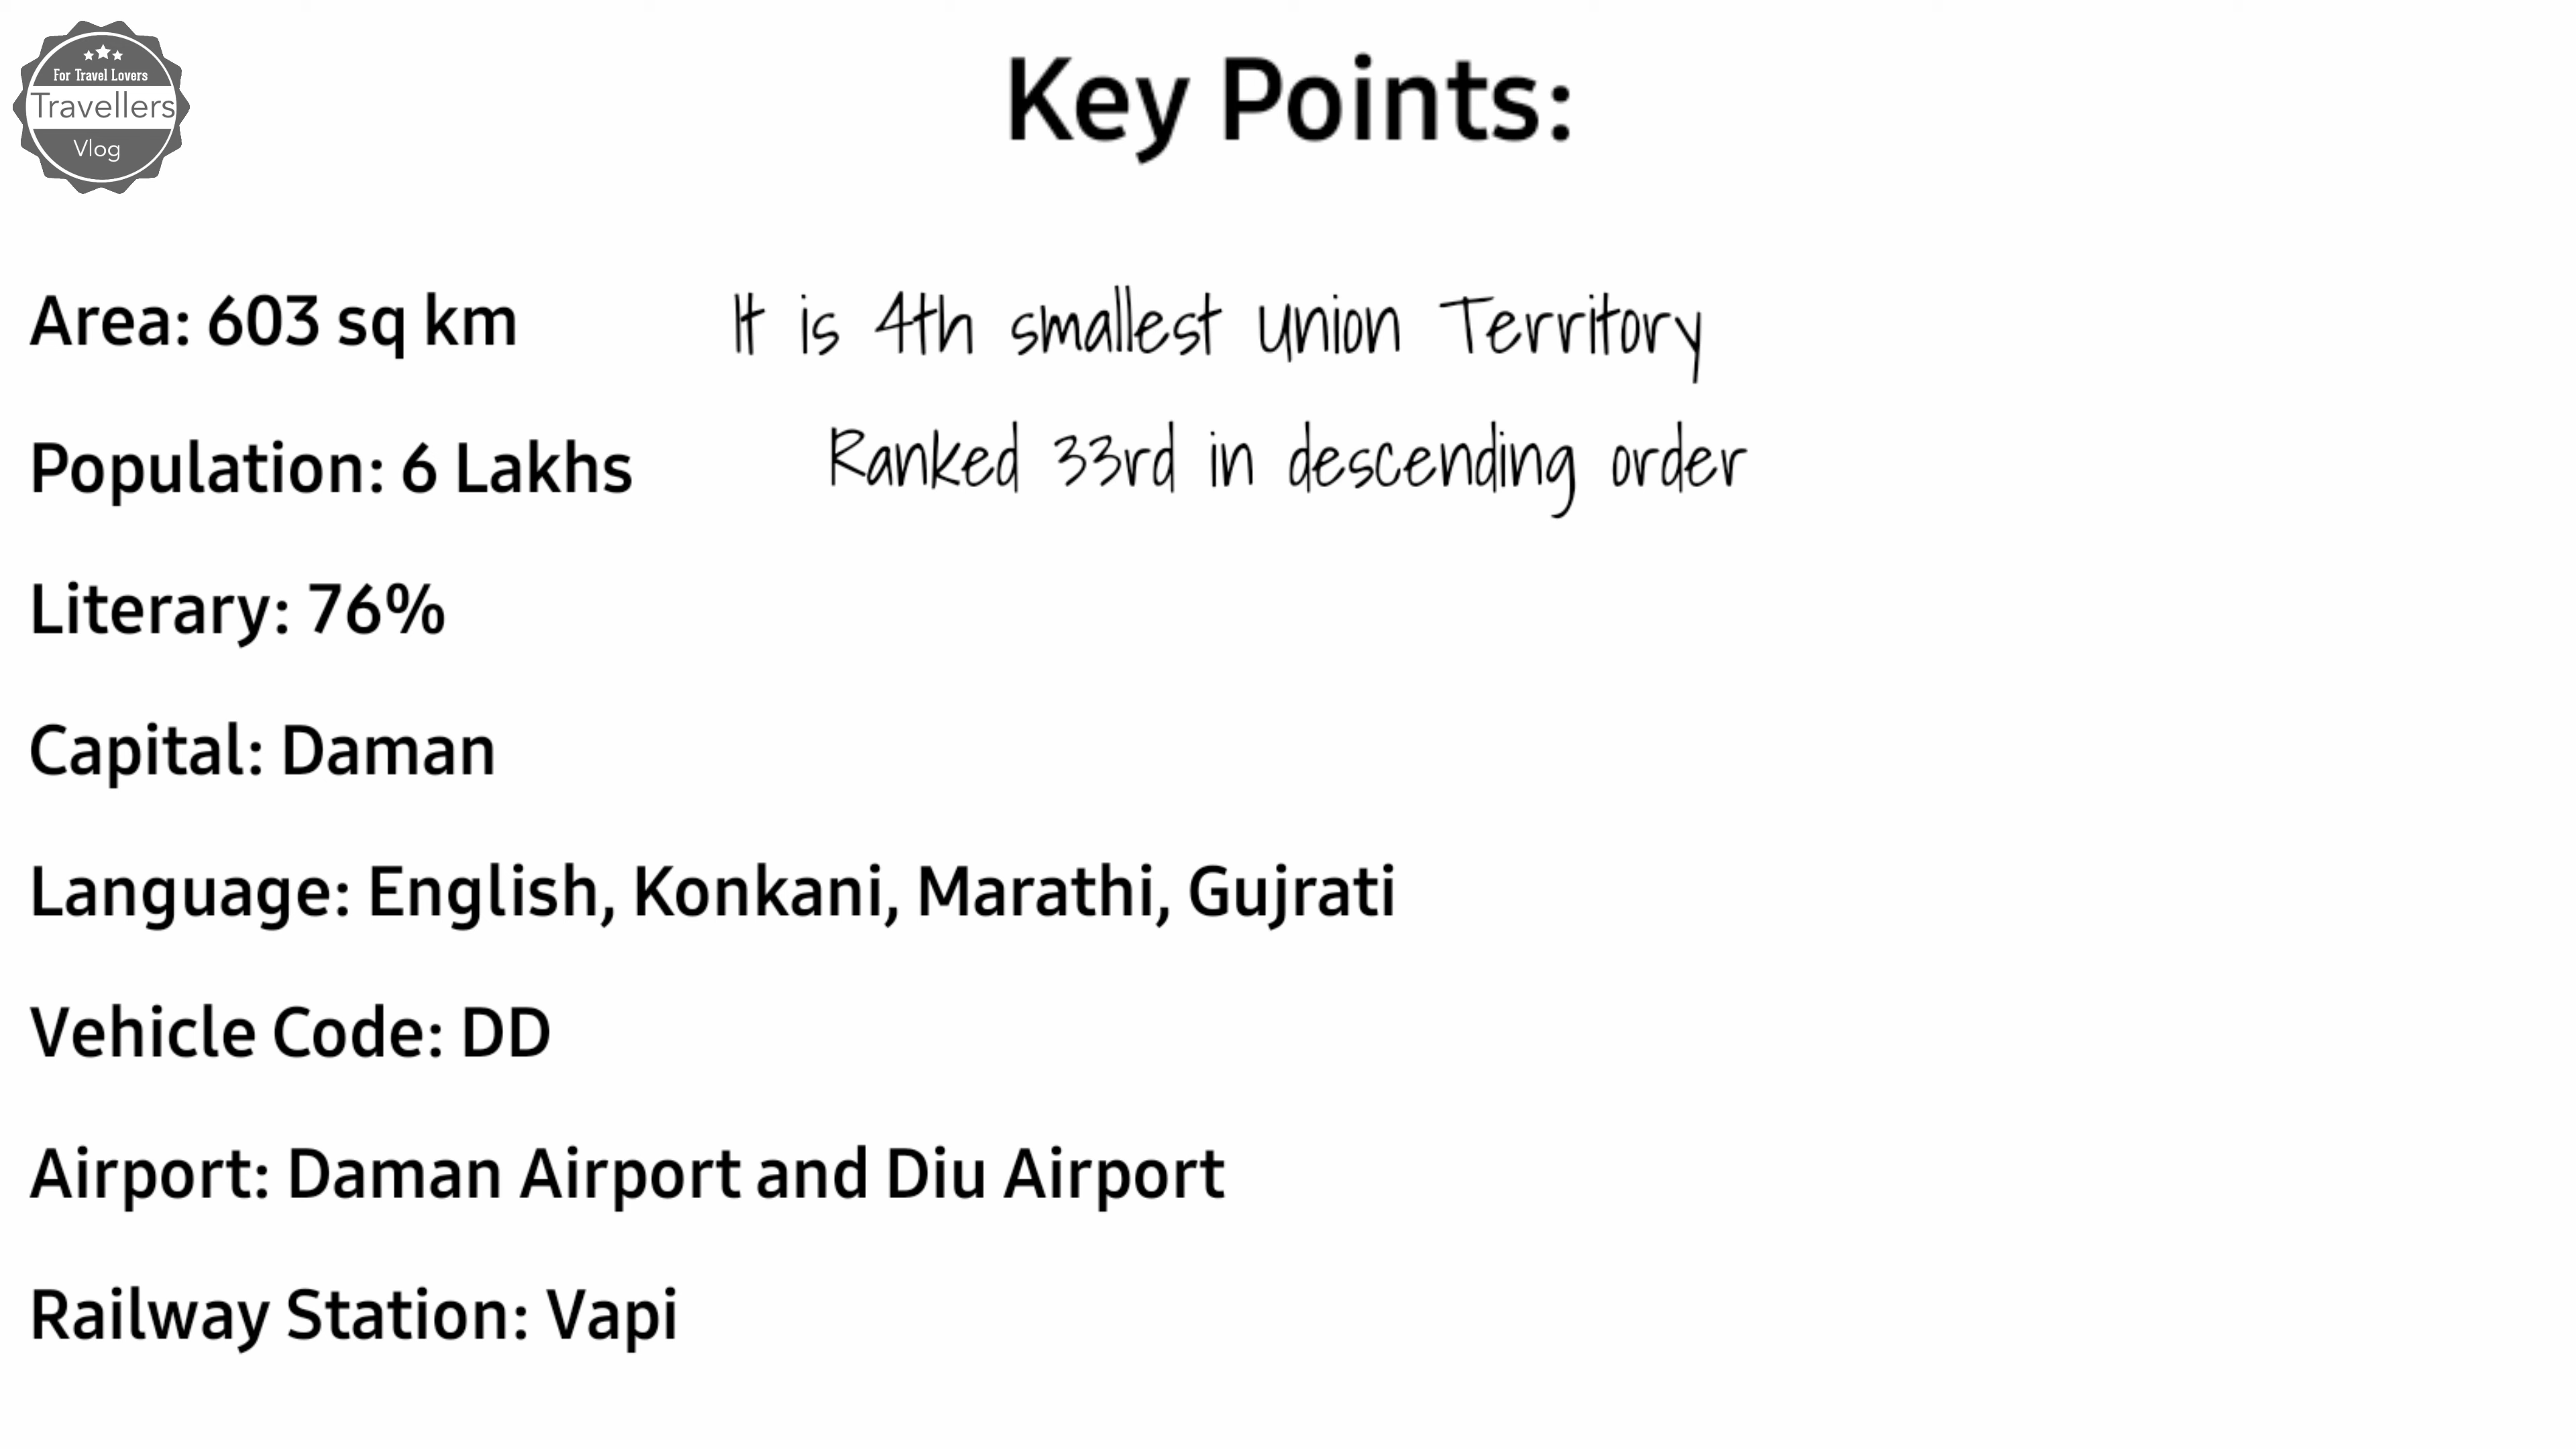 For Travel Lovers
Travellers
Vlog
Key Points:
Area: 603 sq km It is 4th smallest Union Territory
Population: 6 Lakhs Ranked 33rd in descending order
Literary: 76%
Capital: Daman
Language: English, Konkani, Marathi, Gujrati
Vehicle Code: DD
Airport: Daman Airport and Diu Airport
Railway Station: Vapi